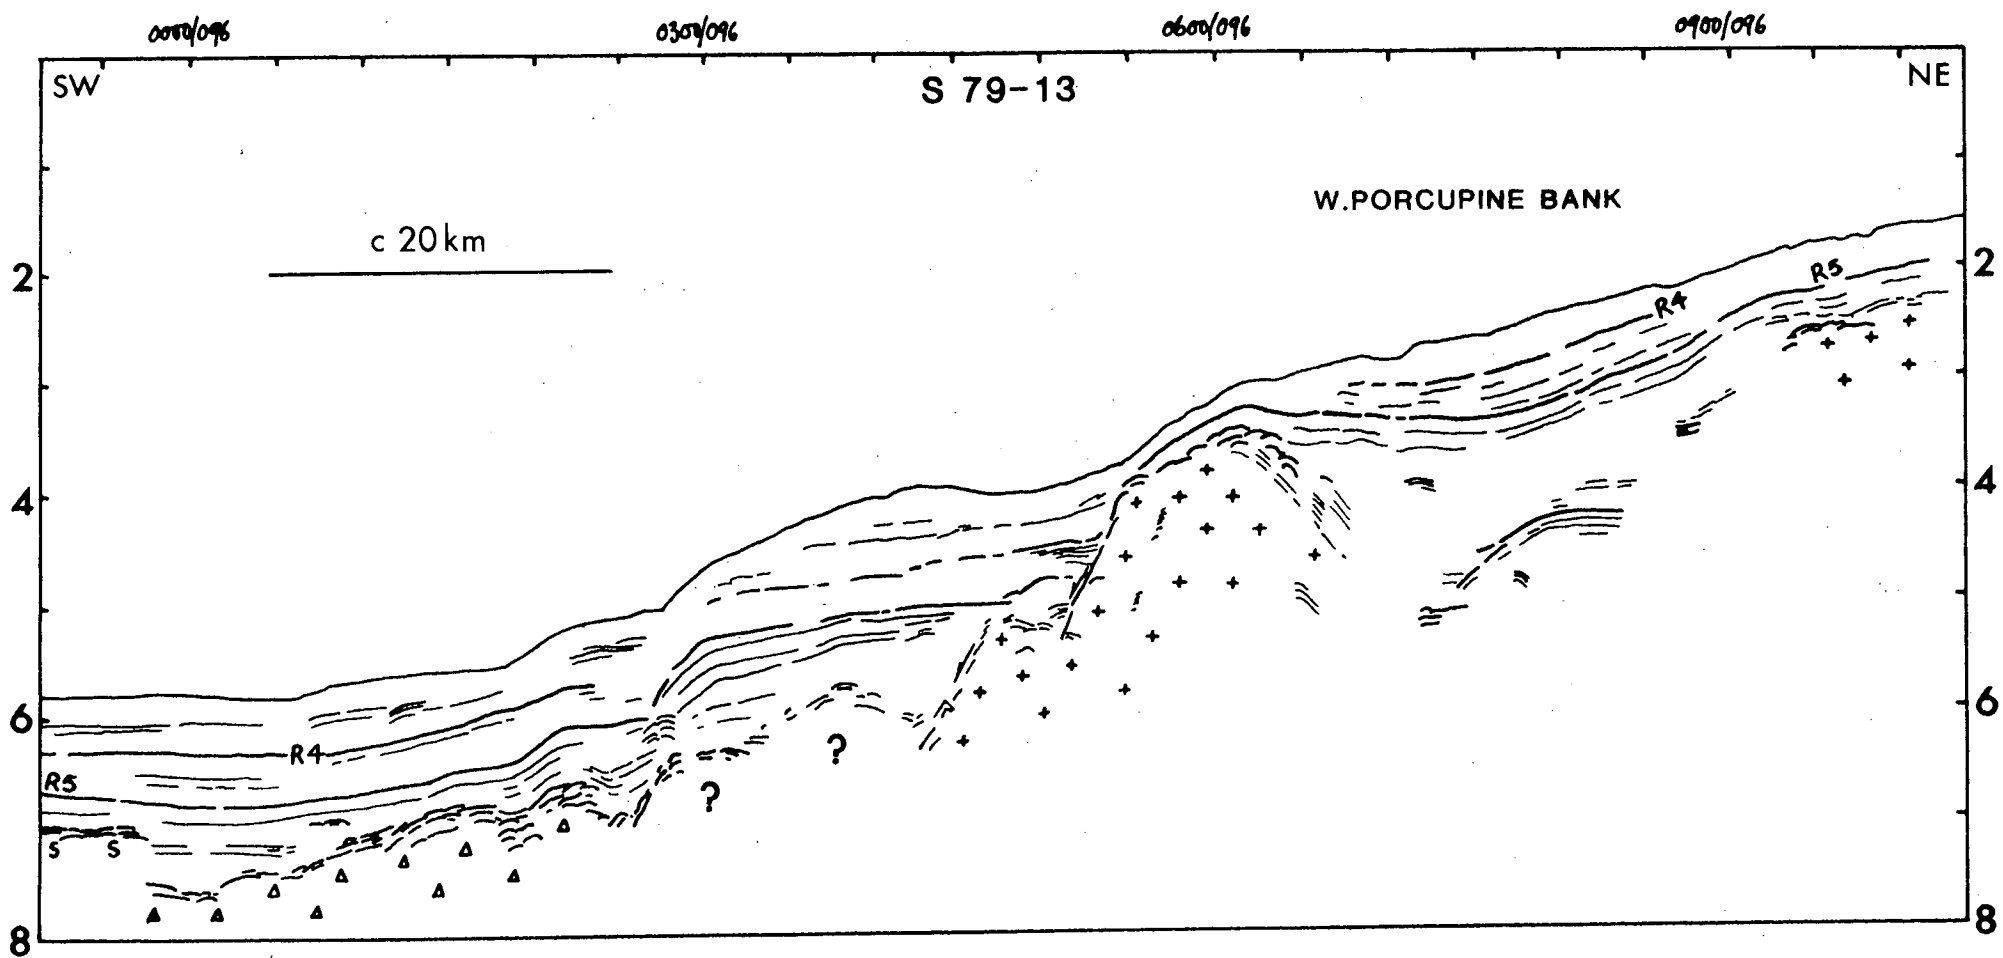 0000/096 0300/096 0600/096 0900/096
SW S 79-13 NE
W.PORCUPINE BANK
c 20 km
2 2
R5
R4
4 4
6 6
R4
R5
?
?
S S
8 8